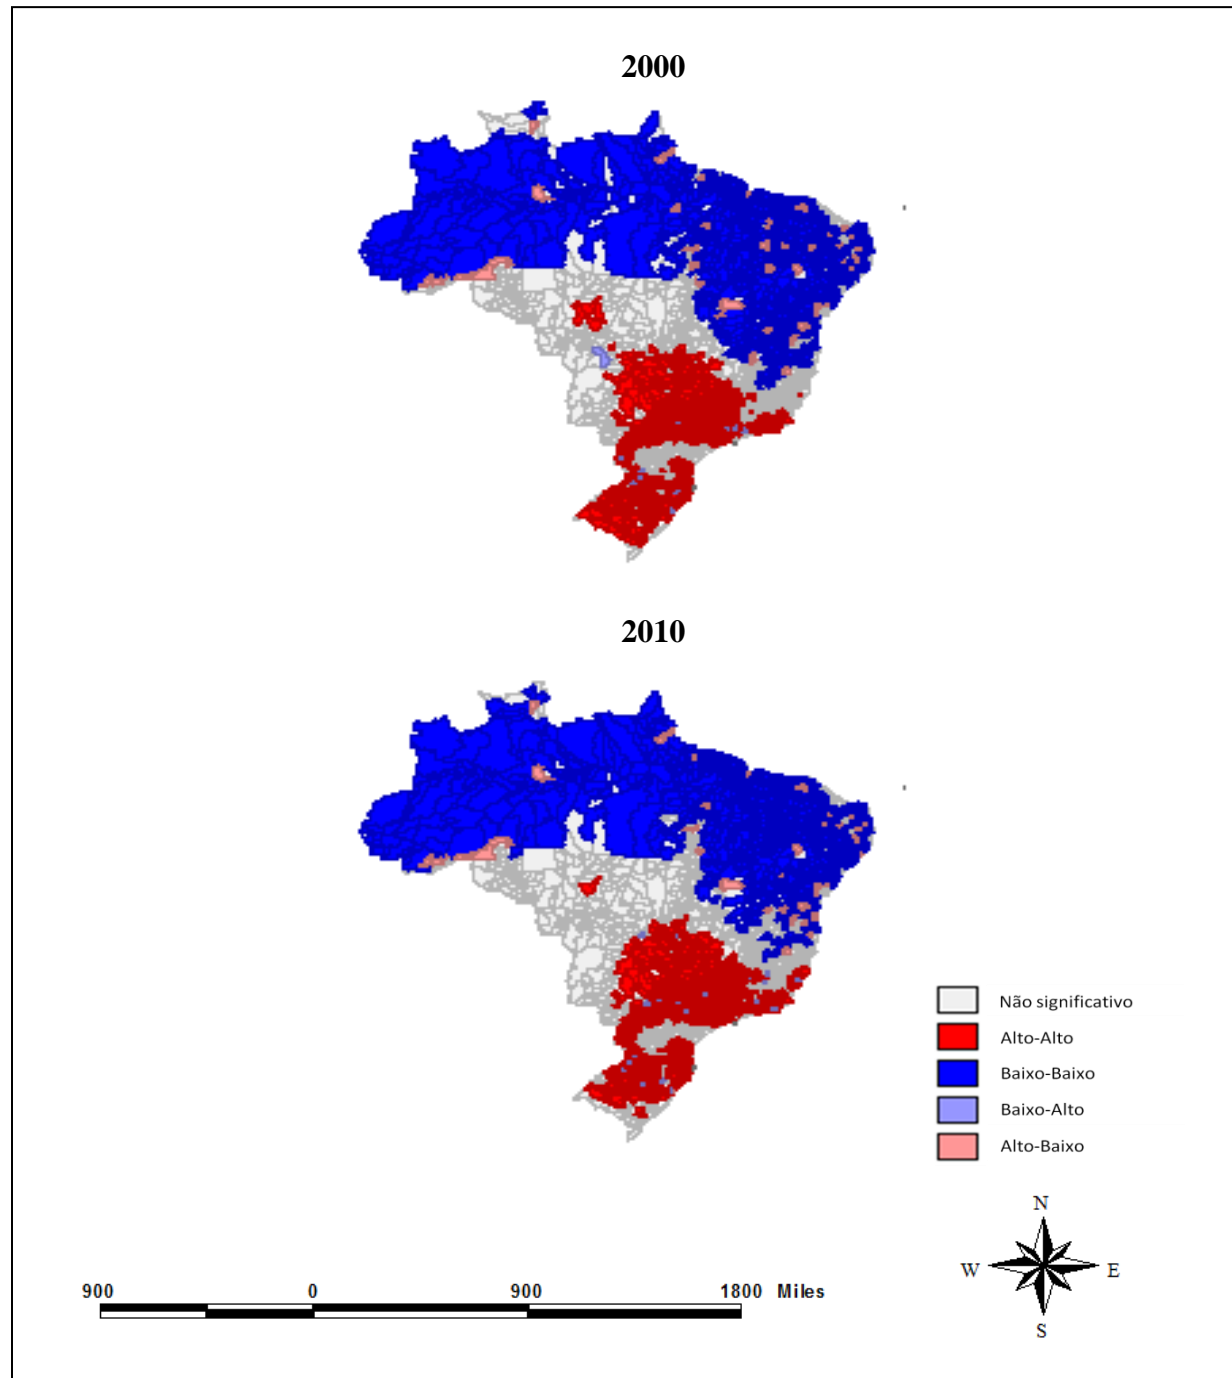 2000
2010
Não significativo
Alto-Alto
Baixo-Baixo
Baixo-Alto
Alto-Baixo
N
W E
S
900 0 900 1800 Miles